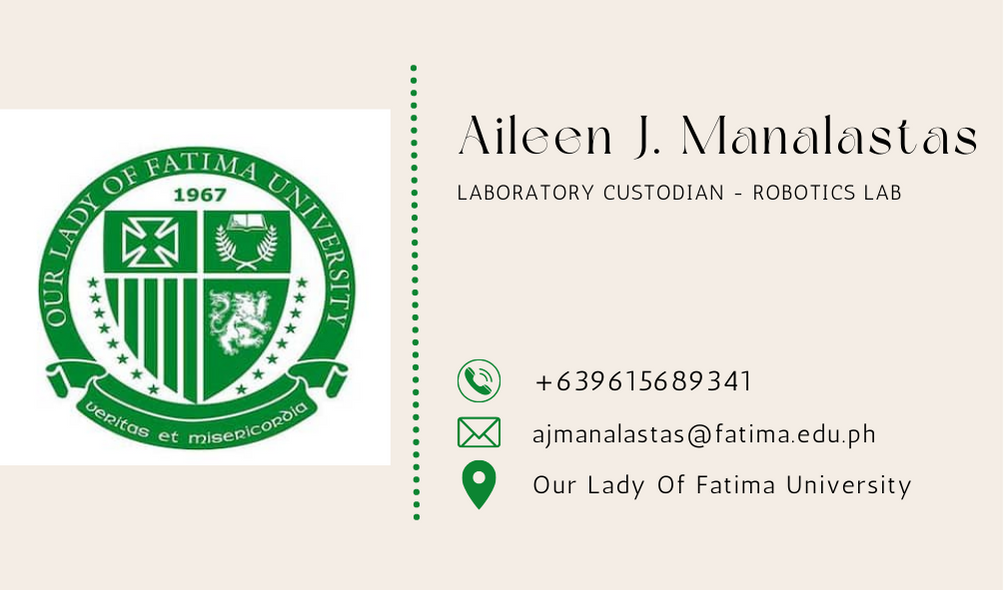 OUR LADY OF FATIMA UNIVERSITY
1967
veritas et misericordia
Aileen J. Manalastas
LABORATORY CUSTODIAN - ROBOTICS LAB
+639615689341
ajmanalastas@fatima.edu.ph
Our Lady Of Fatima University